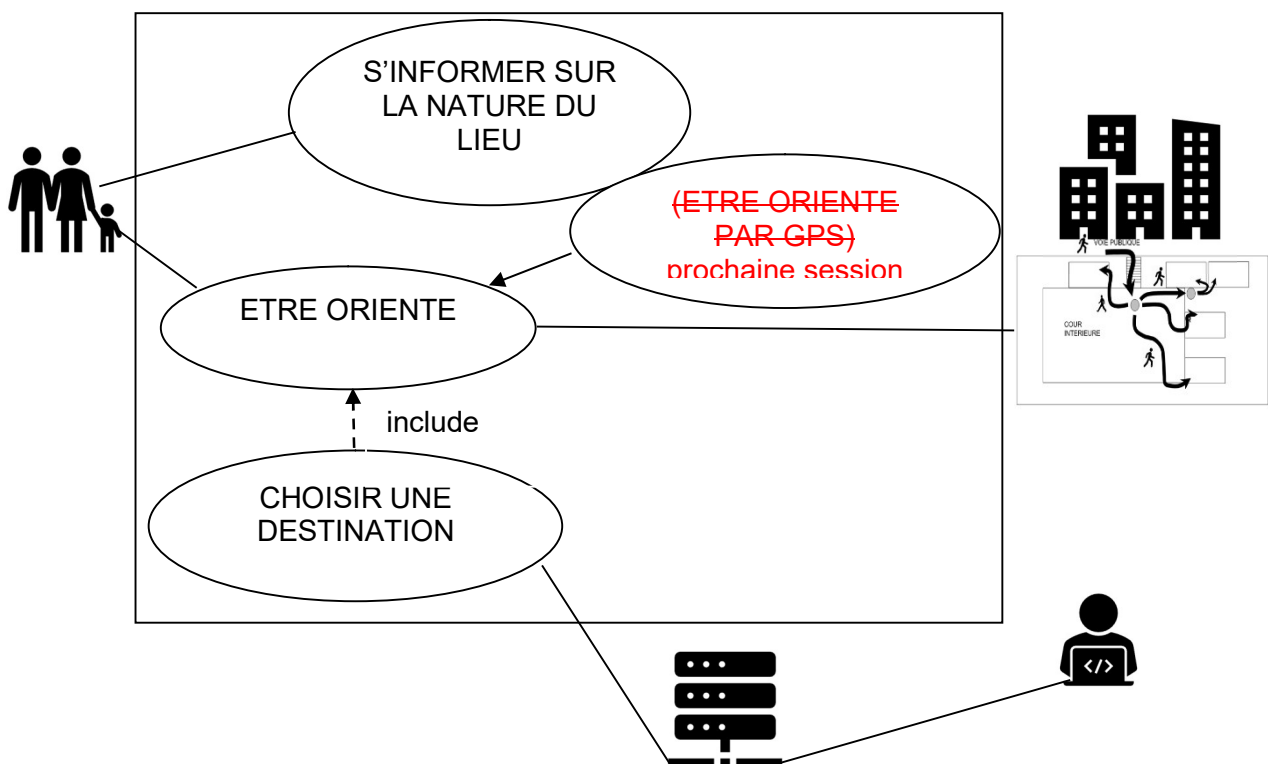 S’INFORMER SUR
LA NATURE DU
LIEU
(ETRE ORIENTE
PAR GPS)
prochaine session
VOIE PUBLIQUE
ETRE ORIENTE
COUR
INTERIEURE
include
CHOISIR UNE
DESTINATION
</>